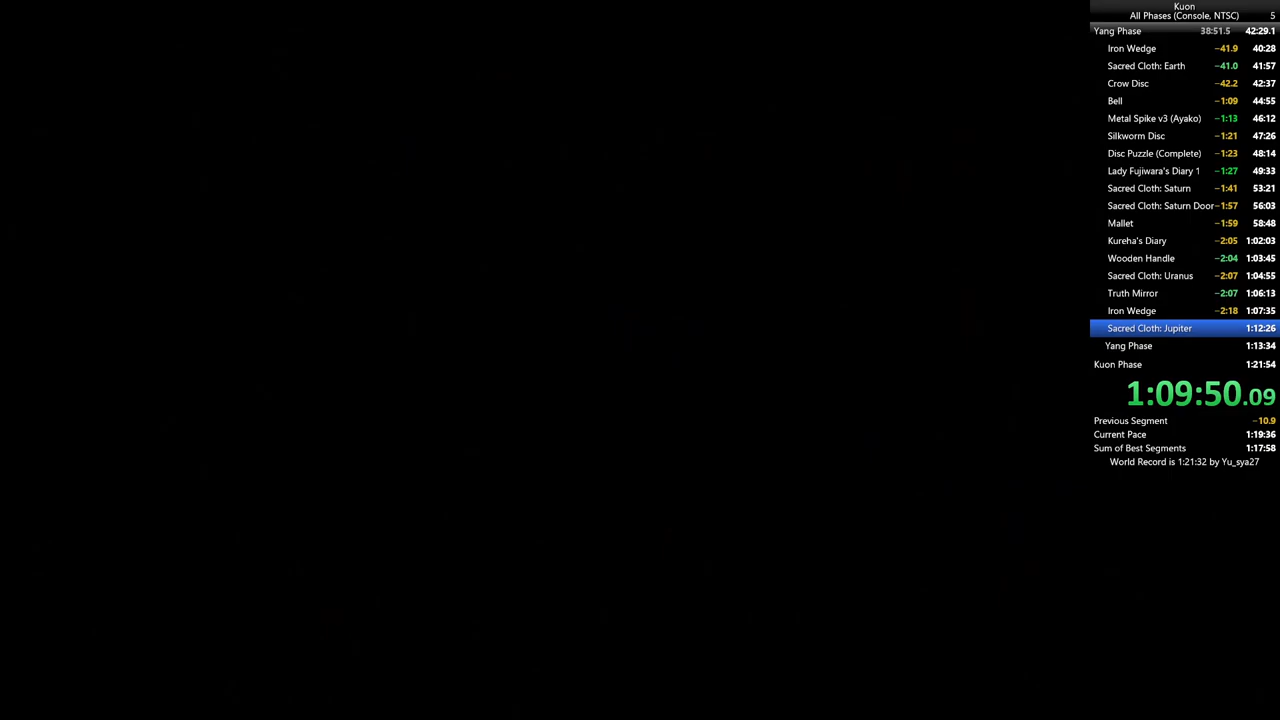 Kuon
All Phases (Console, NTSC) 5
Yang Phase 38:51.5 42:29.1
Iron Wedge −41.9 40:28
Sacred Cloth: Earth −41.0 41:57
Crow Disc −42.2 42:37
Bell −1:09 44:55
Metal Spike v3 (Ayako) −1:13 46:12
Silkworm Disc −1:21 47:26
Disc Puzzle (Complete) −1:23 48:14
Lady Fujiwara's Diary 1 −1:27 49:33
Sacred Cloth: Saturn −1:41 53:21
Sacred Cloth: Saturn Door −1:57 56:03
Mallet −1:59 58:48
Kureha's Diary −2:05 1:02:03
Wooden Handle −2:04 1:03:45
Sacred Cloth: Uranus −2:07 1:04:55
Truth Mirror −2:07 1:06:13
Iron Wedge −2:18 1:07:35
Sacred Cloth: Jupiter 1:12:26
Yang Phase 1:13:34
Kuon Phase 1:21:54
1:09:50.09
Previous Segment −10.9
Current Pace 1:19:36
Sum of Best Segments 1:17:58
World Record is 1:21:32 by Yu_sya27